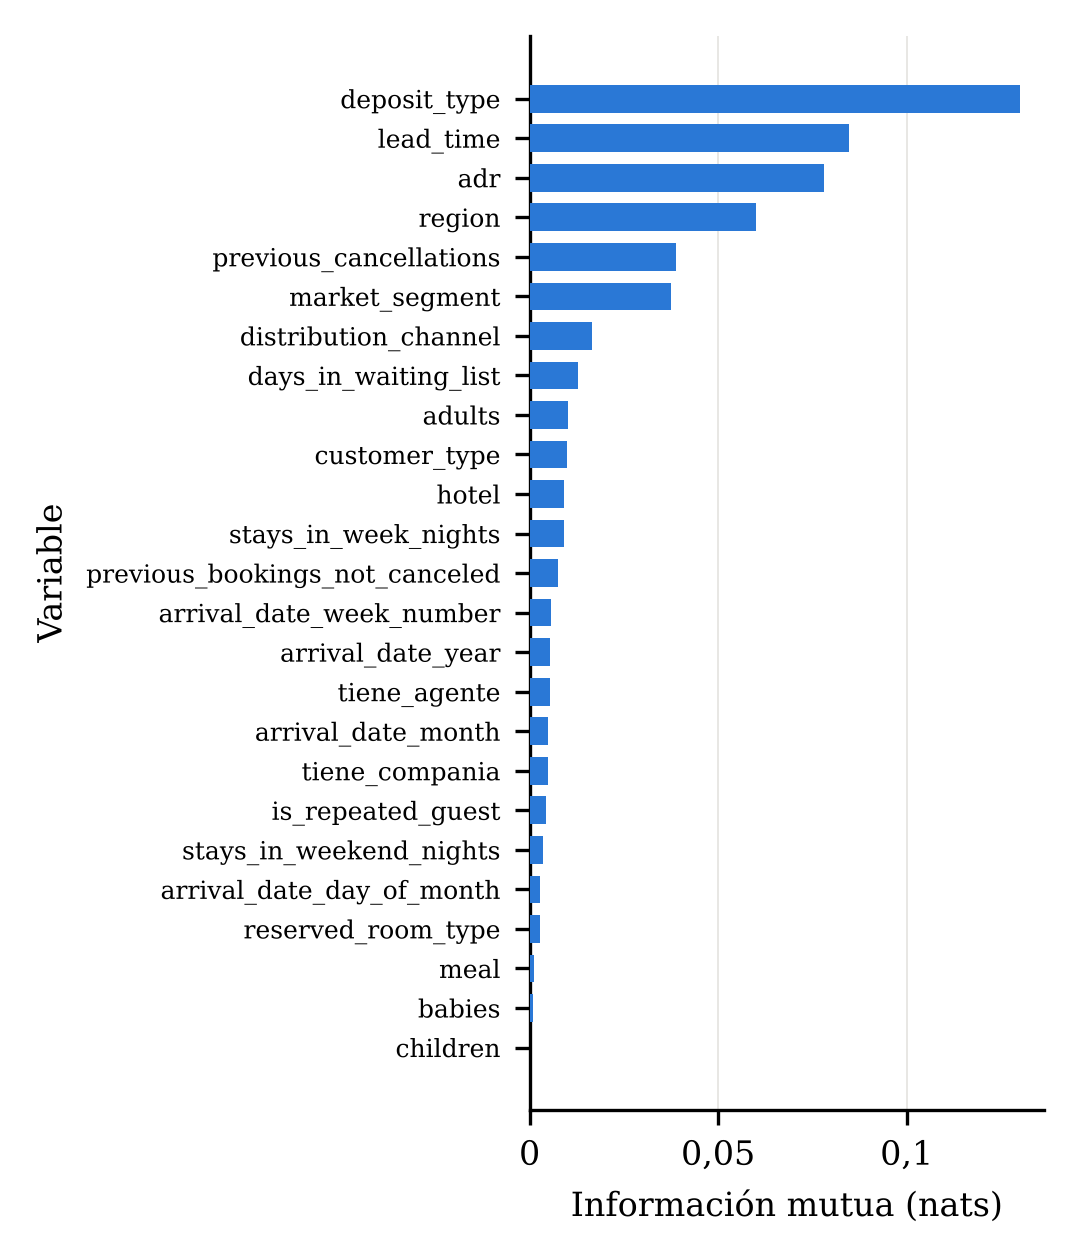 deposit_type
lead_time
adr
region
previous_cancellations
market_segment
distribution_channel
days_in_waiting_list
adults
customer_type
hotel
stays_in_week_nights
previous_bookings_not_canceled
arrival_date_week_number
arrival_date_year
tiene_agente
arrival_date_month
tiene_compania
is_repeated_guest
stays_in_weekend_nights
arrival_date_day_of_month
reserved_room_type
meal
babies
children
Variable
0 0,05 0,1
Información mutua (nats)